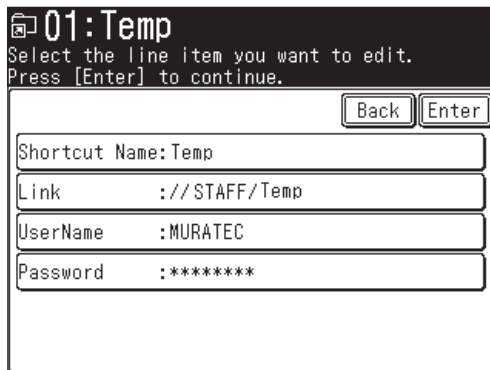 01:Temp
Select the line item you want to edit.
Press [Enter] to continue.
Back Enter
Shortcut Name:Temp
Link ://STAFF/Temp
UserName :MURATEC
Password :********